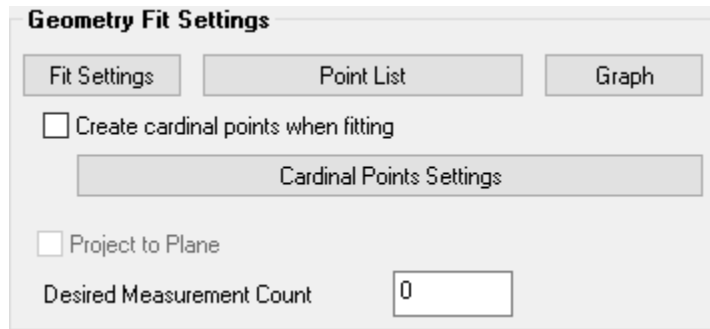 Geometry Fit Settings
Fit Settings Point List Graph
Create cardinal points when fitting
Cardinal Points Settings
Project to Plane
Desired Measurement Count 0